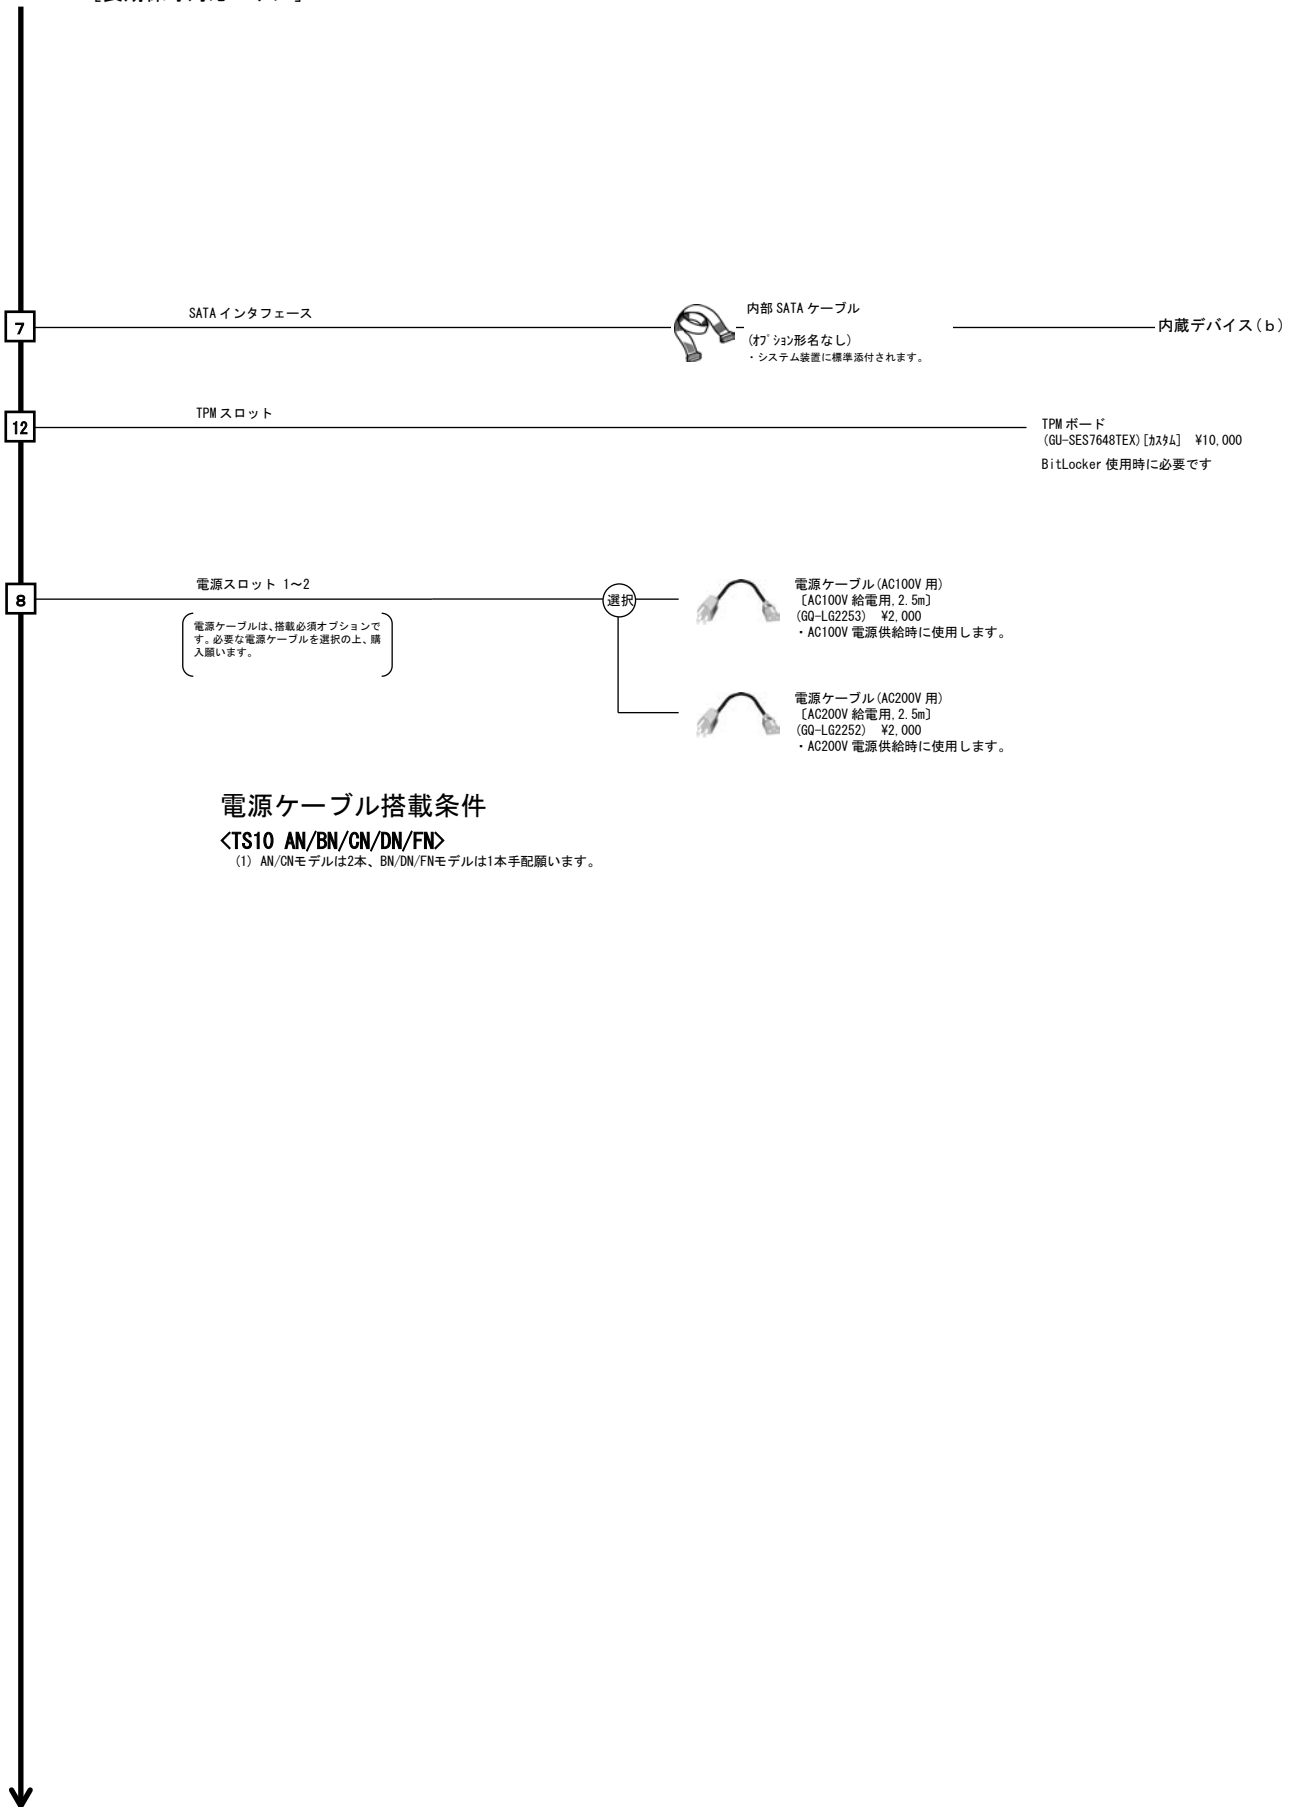 7
SATA インタフェース
内部 SATA ケーブル
(ｵﾌﾟｼｮﾝ形名なし)
・システム装置に標準添付されます。
内蔵デバイス(b)
12
TPM スロット
TPM ボード
(GU-SES7648TEX)[ｶｽﾀﾑ] ¥10,000
BitLocker 使用時に必要です
8
電源スロット 1～2
電源ケーブルは、搭載必須オプションで
す。必要な電源ケーブルを選択の上、購
入願います。
選択
電源ケーブル(AC100V 用)
〔AC100V 給電用,2.5m〕
(GQ-LG2253) ¥2,000
・AC100V 電源供給時に使用します。
電源ケーブル(AC200V 用)
〔AC200V 給電用,2.5m〕
(GQ-LG2252) ¥2,000
・AC200V 電源供給時に使用します。
電源ケーブル搭載条件
<TS10 AN/BN/CN/DN/FN>
(1) AN/CNモデルは2本、BN/DN/FNモデルは1本手配願います。